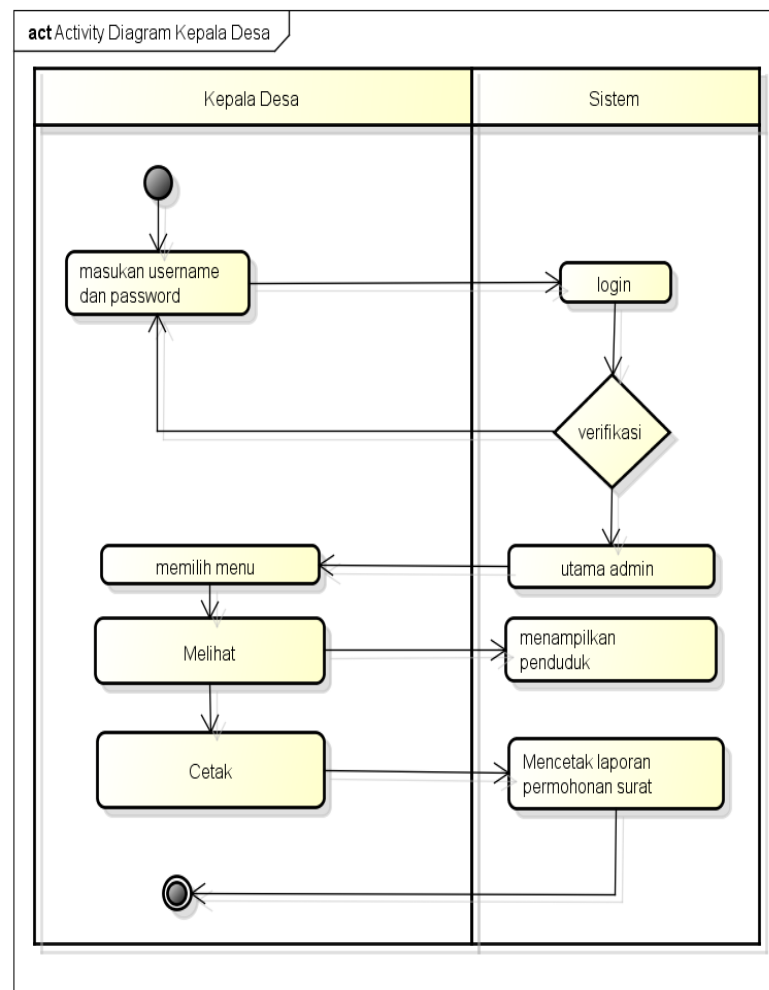 act Activity Diagram Kepala Desa
Kepala Desa
Sistem
masukan username
dan password
login
verifikasi
utama admin
memilih menu
Melihat
menampilkan
penduduk
Cetak
Mencetak laporan
permohonan surat